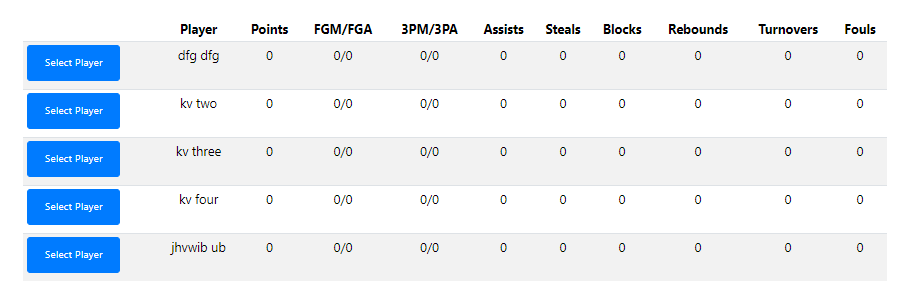 Player Points FGM/FGA 3PM/3PA Assists Steals Blocks Rebounds Turnovers Fouls
Select Player dfg dfg 0 0/0 0/0 0 0 0 0 0 0
Select Player kv two 0 0/0 0/0 0 0 0 0 0 0
Select Player kv three 0 0/0 0/0 0 0 0 0 0 0
Select Player kv four 0 0/0 0/0 0 0 0 0 0 0
Select Player jhvwib ub 0 0/0 0/0 0 0 0 0 0 0